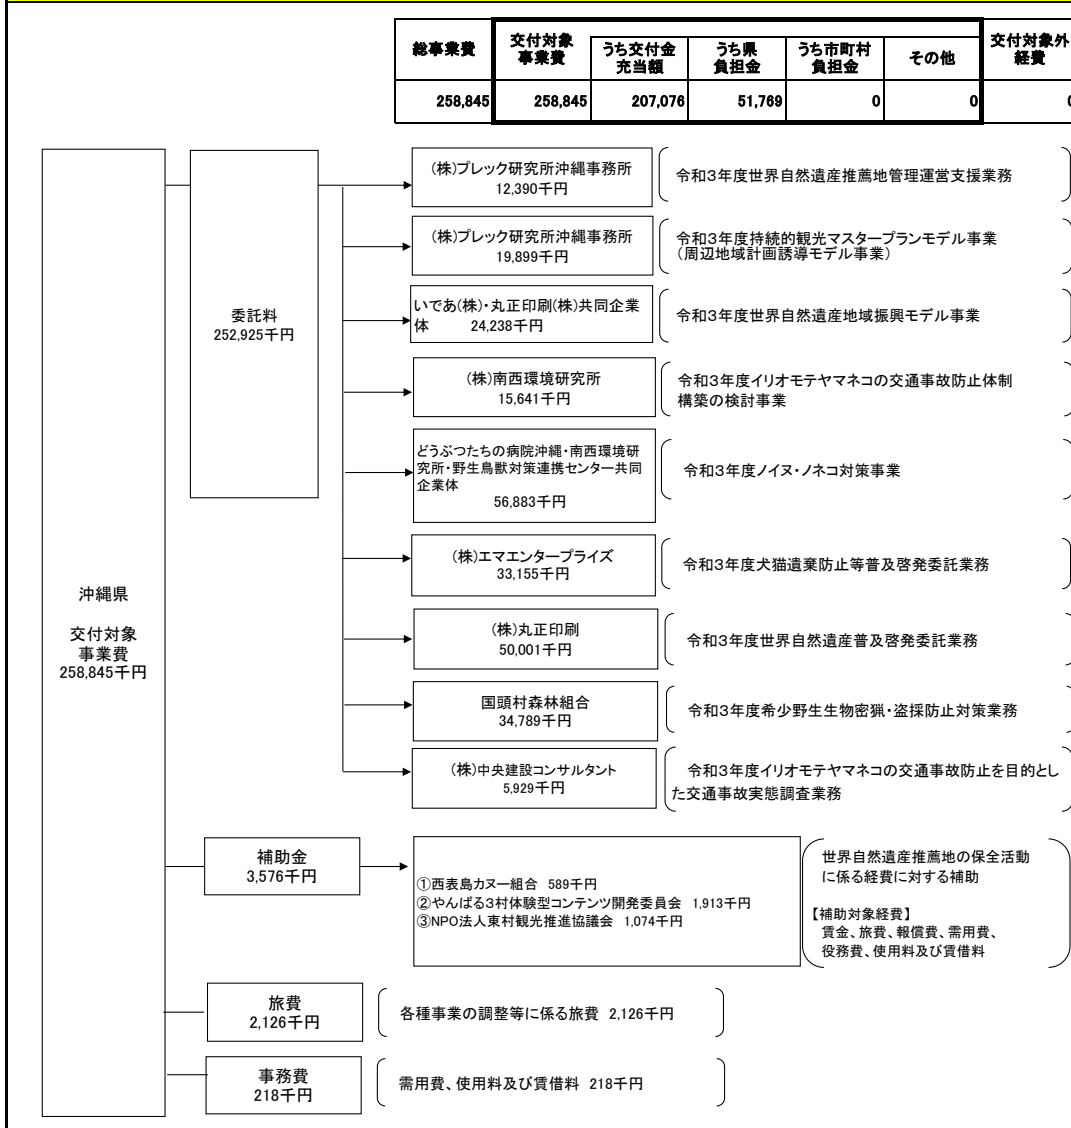 総事業費
交付対象
事業費
うち交付金
充当額
うち県
負担金
うち市町村
負担金
その他
交付対象外
経費
258,845
258,845
207,076
51,769
0
0
0
沖縄県
交付対象
事業費
258,845千円
委託料
252,925千円
(株)プレック研究所沖縄事務所
12,390千円
令和3年度世界自然遺産推薦地管理運営支援業務
(株)プレック研究所沖縄事務所
19,899千円
令和3年度持続的観光マスタープランモデル事業
(周辺地域計画誘導モデル事業)
いであ(株)・丸正印刷(株)共同企業
体 24,238千円
令和3年度世界自然遺産地域振興モデル事業
(株)南西環境研究所
15,641千円
令和3年度イリオモテヤマネコの交通事故防止体制
構築の検討事業
どうぶつたちの病院沖縄・南西環境研
究所・野生鳥獣対策連携センター共同
企業体
56,883千円
令和3年度ノイヌ・ノネコ対策事業
(株)エマエンタープライズ
33,155千円
令和3年度犬猫遺棄防止等普及啓発委託業務
(株)丸正印刷
50,001千円
令和3年度世界自然遺産普及啓発委託業務
国頭村森林組合
34,789千円
令和3年度希少野生生物密猟・盗採防止対策業務
(株)中央建設コンサルタント
5,929千円
令和3年度イリオモテヤマネコの交通事故防止を目的とし
た交通事故実態調査業務
補助金
3,576千円
①西表島カヌー組合 589千円
②やんばる3村体験型コンテンツ開発委員会 1,913千円
③NPO法人東村観光推進協議会 1,074千円
世界自然遺産推薦地の保全活動
に係る経費に対する補助
【補助対象経費】
賃金、旅費、報償費、需用費、
役務費、使用料及び賃借料
旅費
2,126千円
各種事業の調整等に係る旅費 2,126千円
事務費
218千円
需用費、使用料及び賃借料 218千円